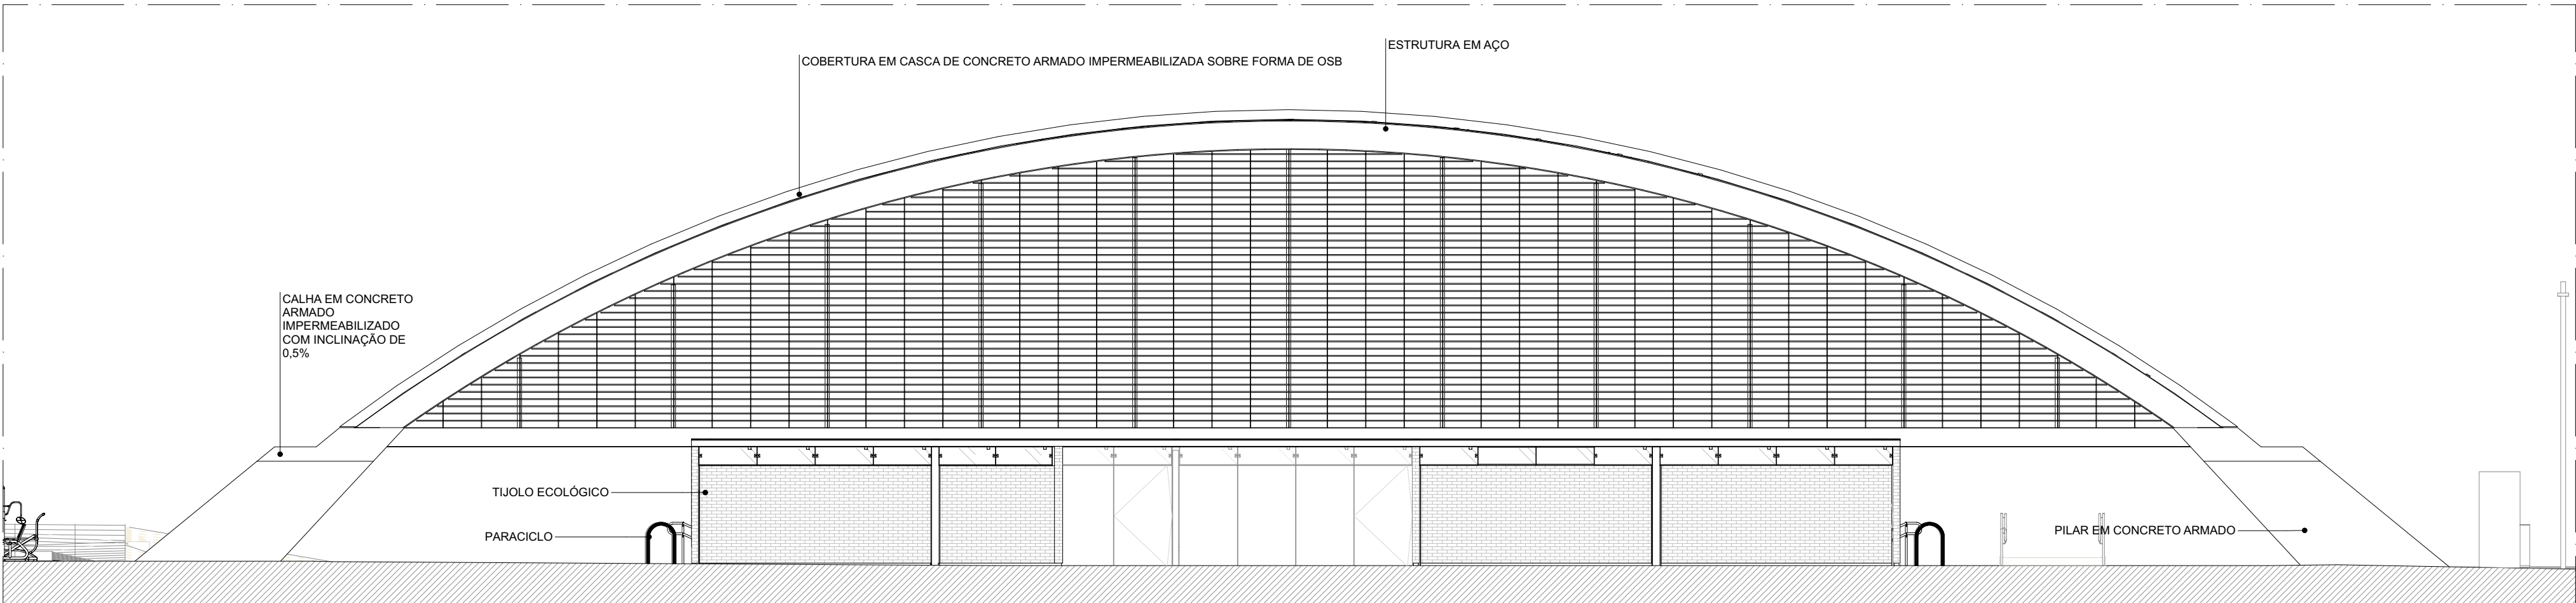 ESTRUTURA EM AÇO
COBERTURA EM CASCA DE CONCRETO ARMADO IMPERMEABILIZADA SOBRE FORMA DE OSB
CALHA EM CONCRETO
ARMADO
IMPERMEABILIZADO
COM INCLINAÇÃO DE
0,5%
TIJOLO ECOLÓGICO
PARACICLO
PILAR EM CONCRETO ARMADO